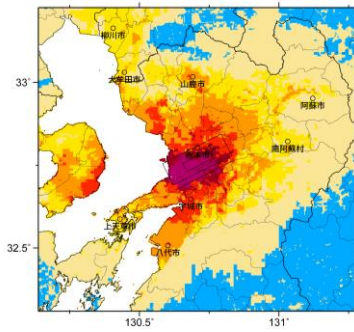 柳川市
33°
大牟田市
山鹿市
阿蘇市
熊本市
南阿蘇村
宇城市
上天草市
八代市
32.5°
130.5°
131°